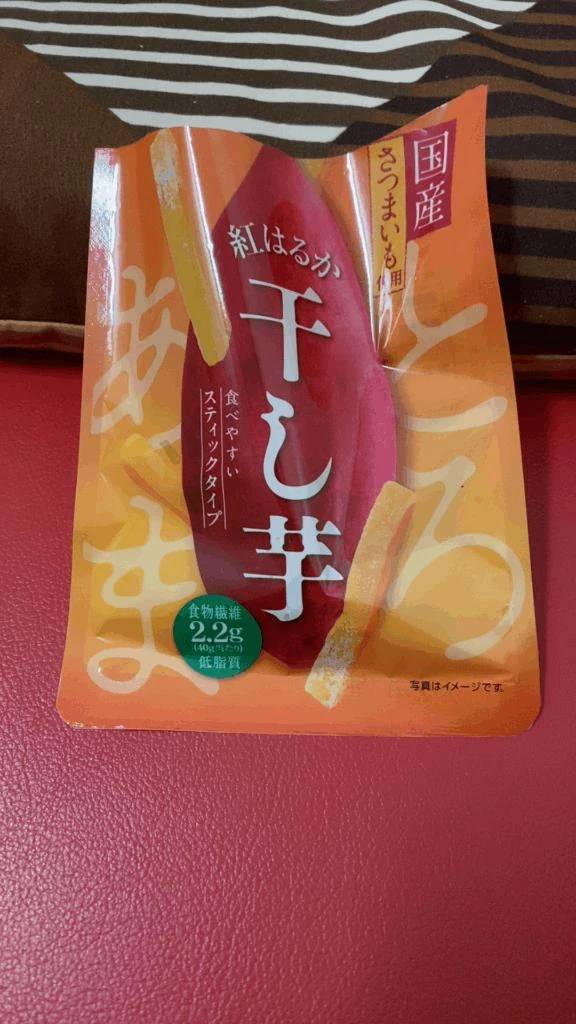 国産
さつまいも使用
とろ
あま
紅はるか
干し芋
食べやすい
スティックタイプ
食物繊維
2.2g
(40g当たり)
低脂質
写真はイメージです。